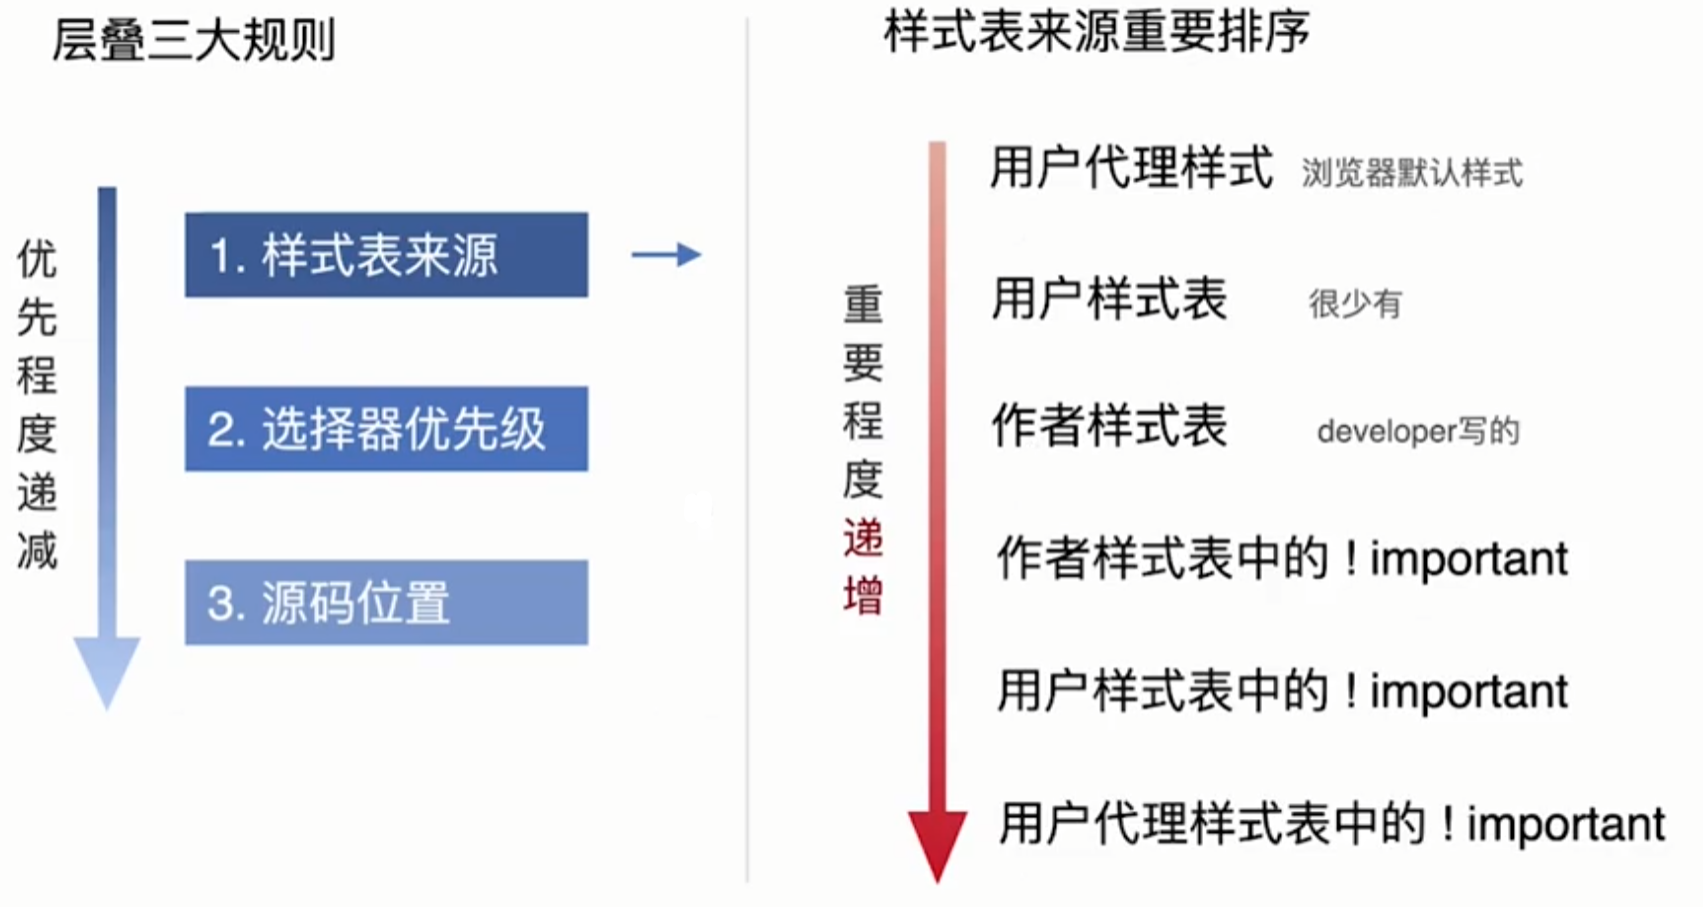 层叠三大规则
优先程度递减
1. 样式表来源
2. 选择器优先级
3. 源码位置
样式表来源重要排序
重要程度递增
用户代理样式 浏览器默认样式
用户样式表 很少有
作者样式表 developer写的
作者样式表中的 ! important
用户样式表中的 ! important
用户代理样式表中的 ! important